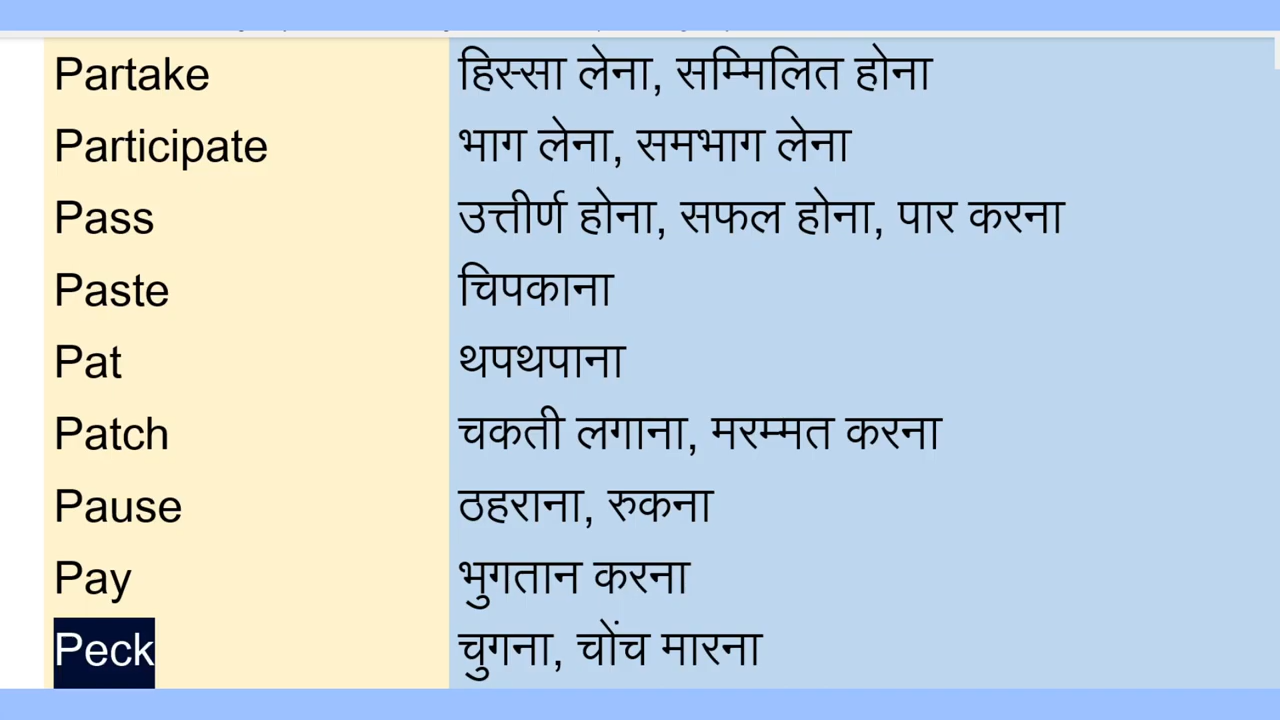 Partake हिस्सा लेना, सम्मिलित होना
Participate भाग लेना, समभाग लेना
Pass उत्तीर्ण होना, सफल होना, पार करना
Paste चिपकाना
Pat थपथपाना
Patch चकती लगाना, मरम्मत करना
Pause ठहराना, रुकना
Pay भुगतान करना
Peck चुगना, चोंच मारना